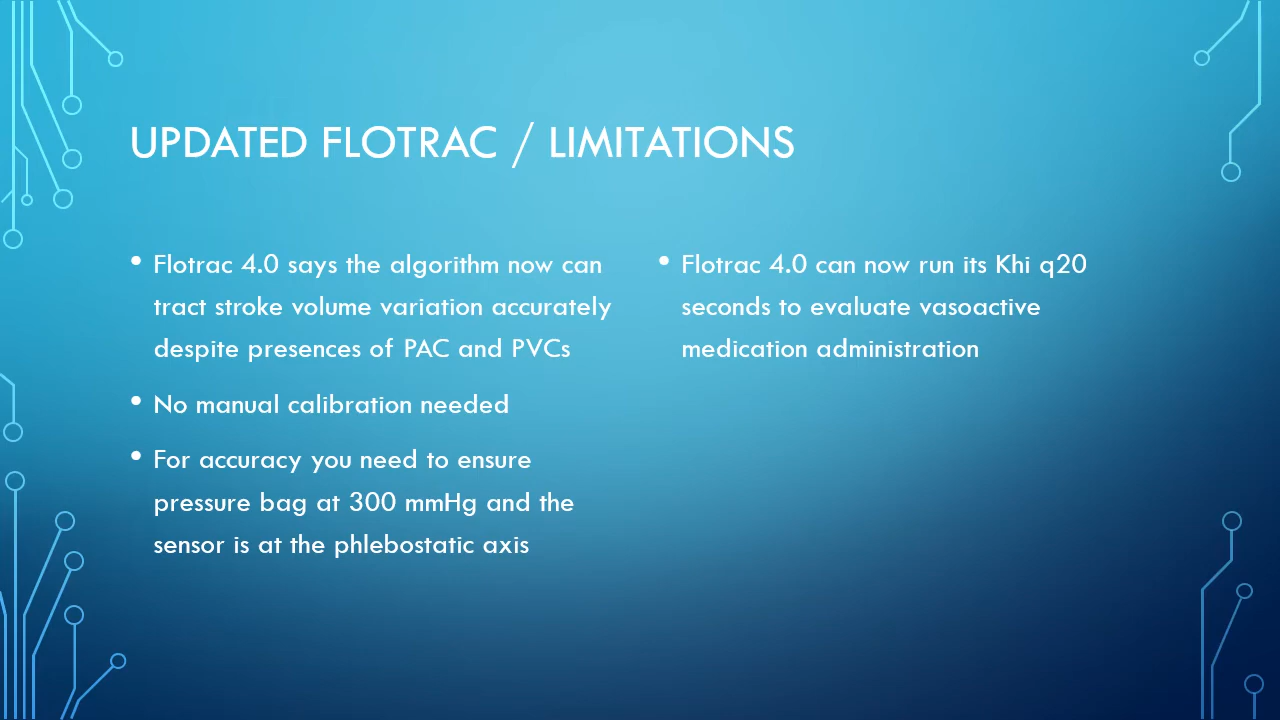 UPDATED FLOTRAC / LIMITATIONS
• Flotrac 4.0 says the algorithm now can
tract stroke volume variation accurately
despite presences of PAC and PVCs
• No manual calibration needed
• For accuracy you need to ensure
pressure bag at 300 mmHg and the
sensor is at the phlebostatic axis
• Flotrac 4.0 can now run its Khi q20
seconds to evaluate vasoactive
medication administration